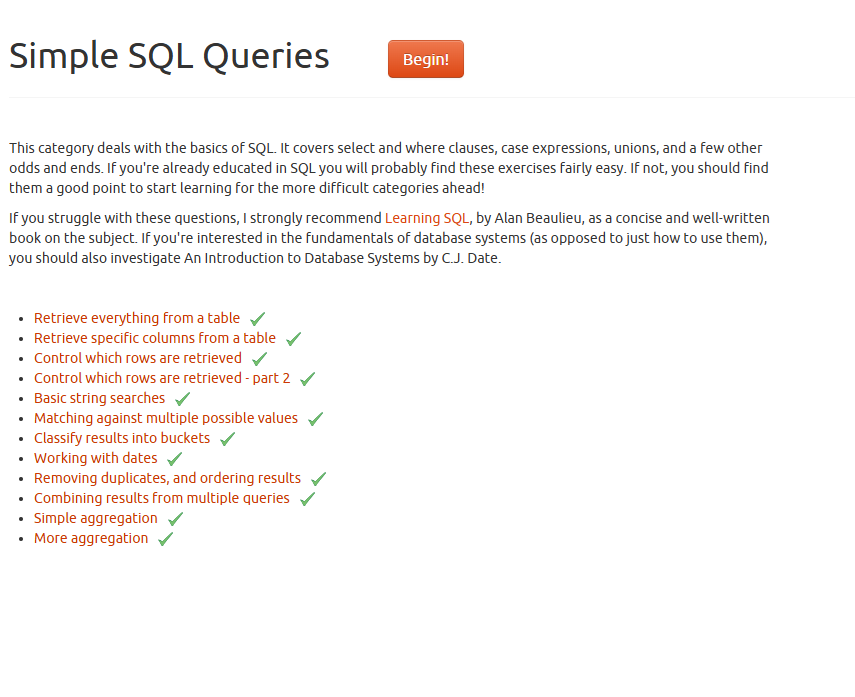 Simple SQL Queries
Begin!
This category deals with the basics of SQL. It covers select and where clauses, case expressions, unions, and a few other
odds and ends. If you're already educated in SQL you will probably find these exercises fairly easy. If not, you should find
them a good point to start learning for the more difficult categories ahead!
If you struggle with these questions, I strongly recommend Learning SQL, by Alan Beaulieu, as a concise and well-written
book on the subject. If you're interested in the fundamentals of database systems (as opposed to just how to use them),
you should also investigate An Introduction to Database Systems by C.J. Date.
Retrieve everything from a table
Retrieve specific columns from a table
Control which rows are retrieved
Control which rows are retrieved - part 2
Basic string searches
Matching against multiple possible values
Classify results into buckets
Working with dates
Removing duplicates, and ordering results
Combining results from multiple queries
Simple aggregation
More aggregation